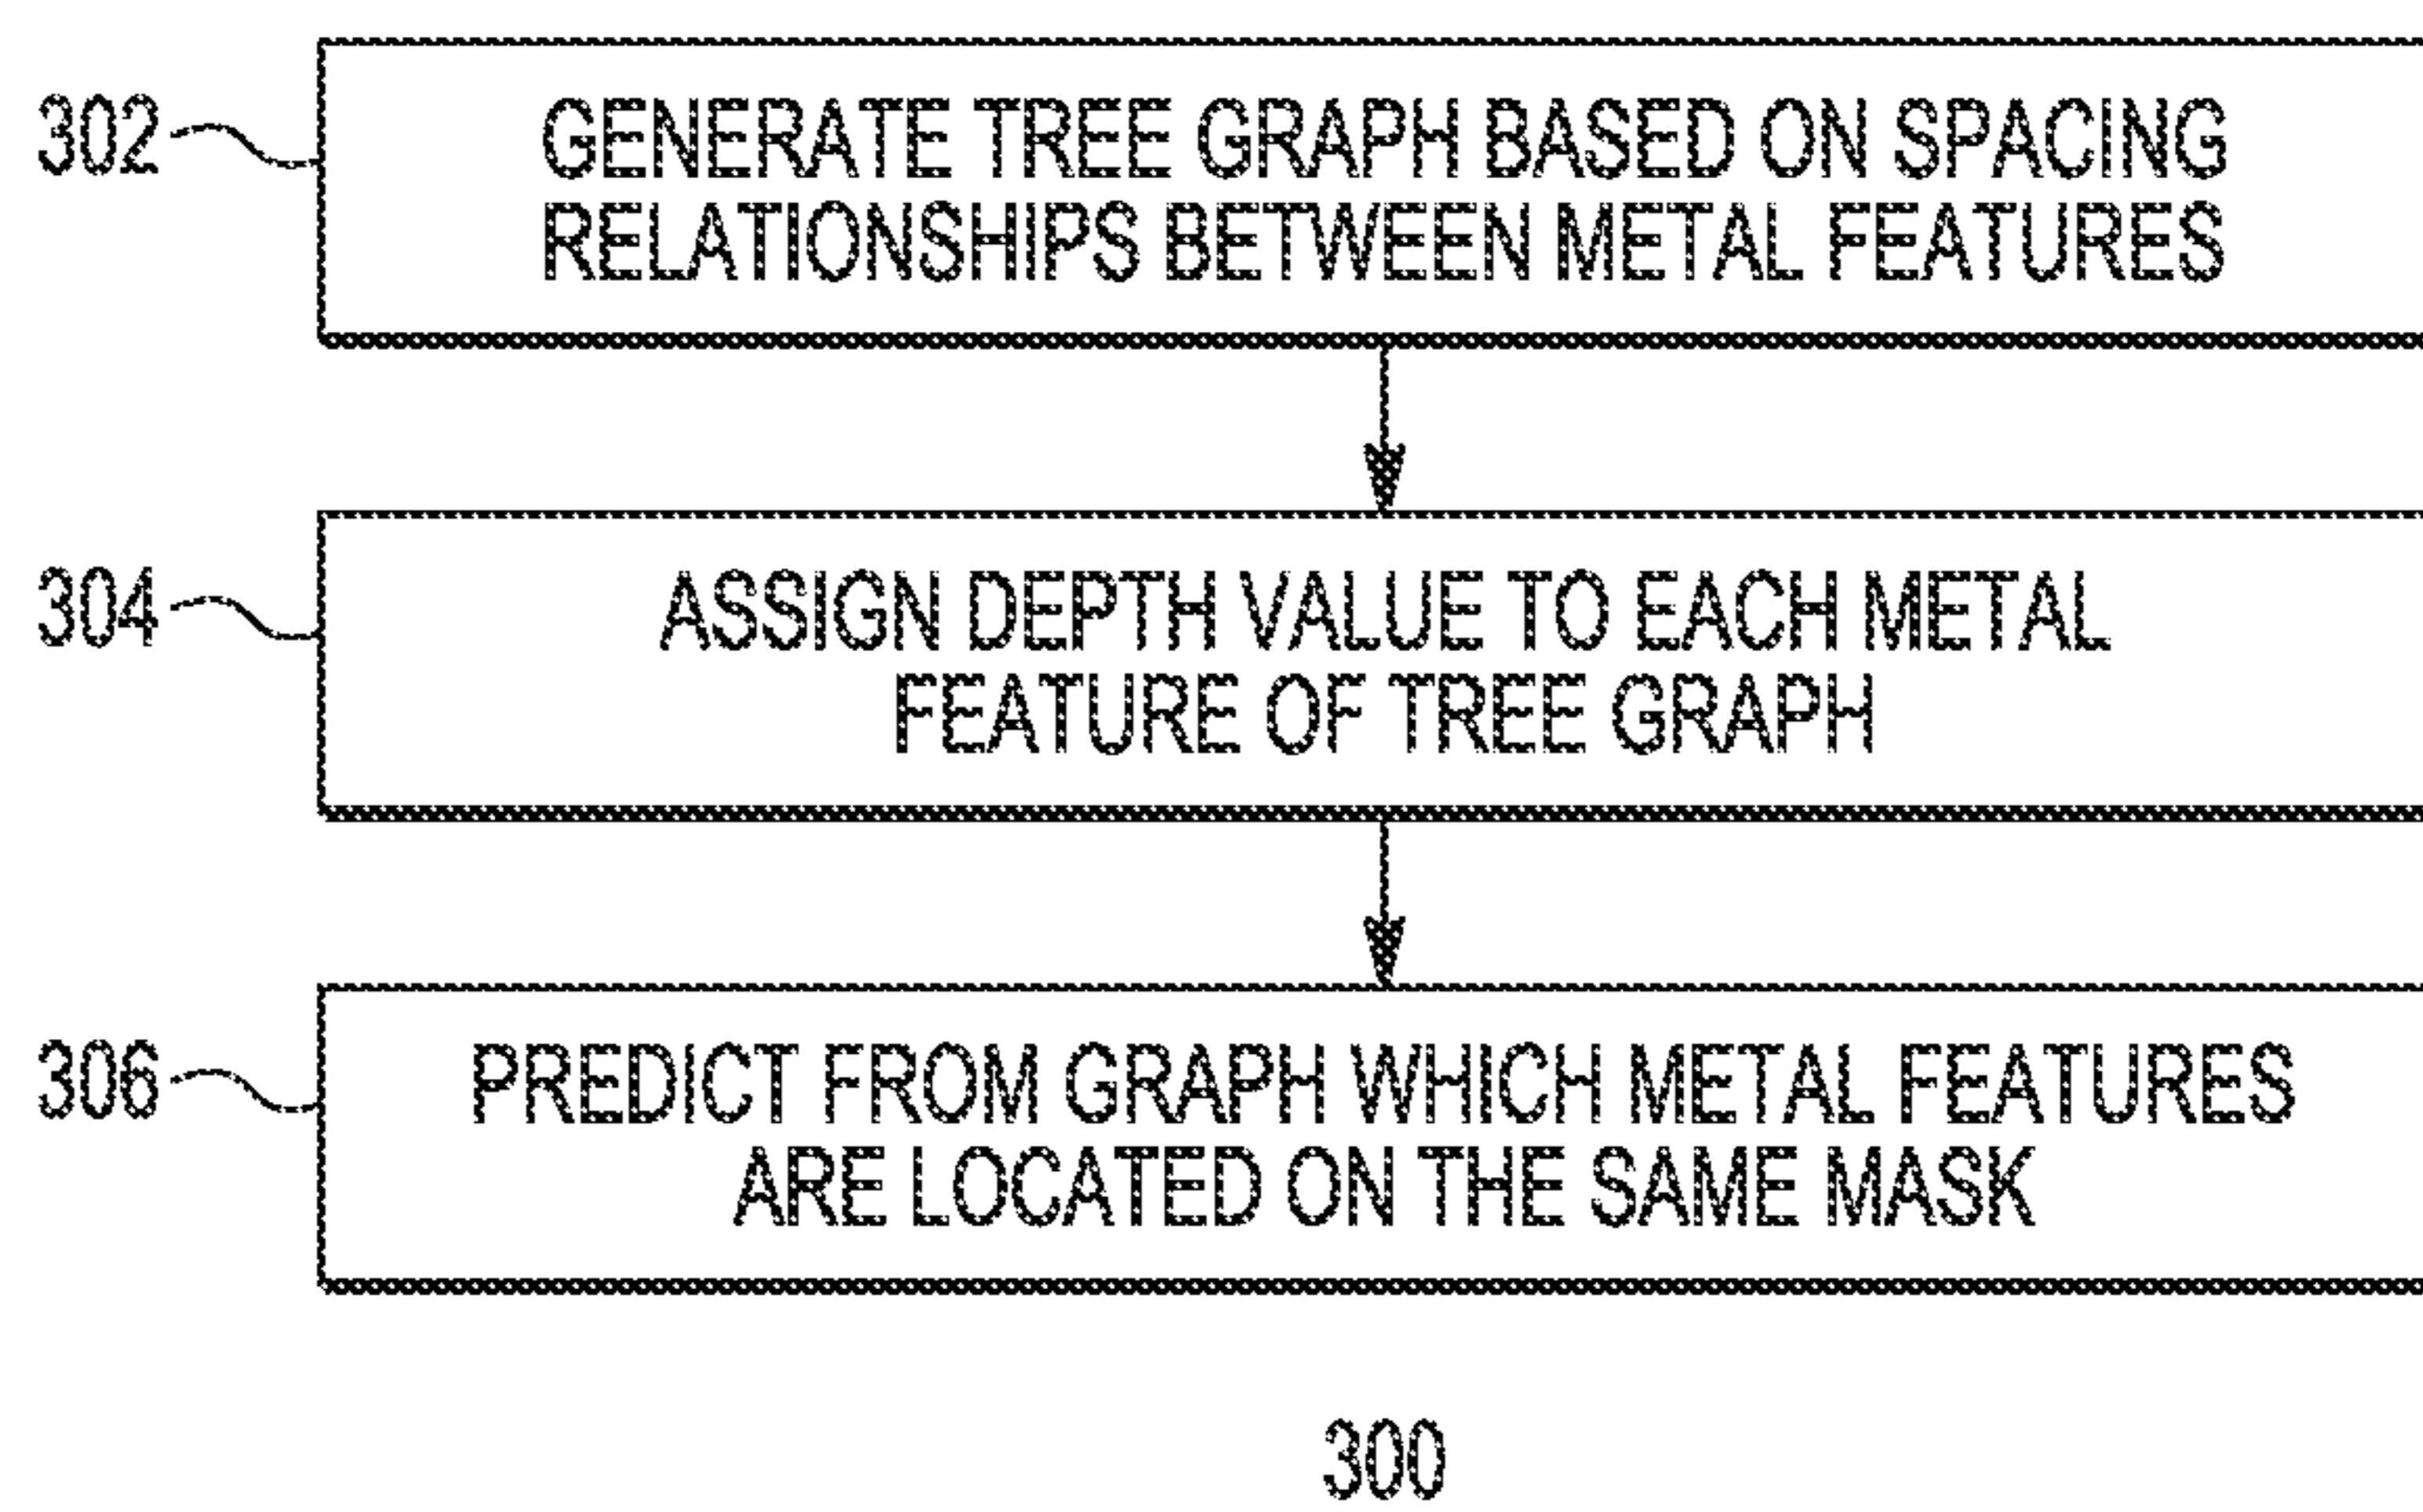 302
GENERATE TREE GRAPH BASED ON SPACING
RELATIONSHIPS BETWEEN METAL FEATURES
304
ASSIGN DEPTH VALUE TO EACH METAL
FEATURE OF TREE GRAPH
306
PREDICT FROM GRAPH WHICH METAL FEATURES
ARE LOCATED ON THE SAME MASK
300